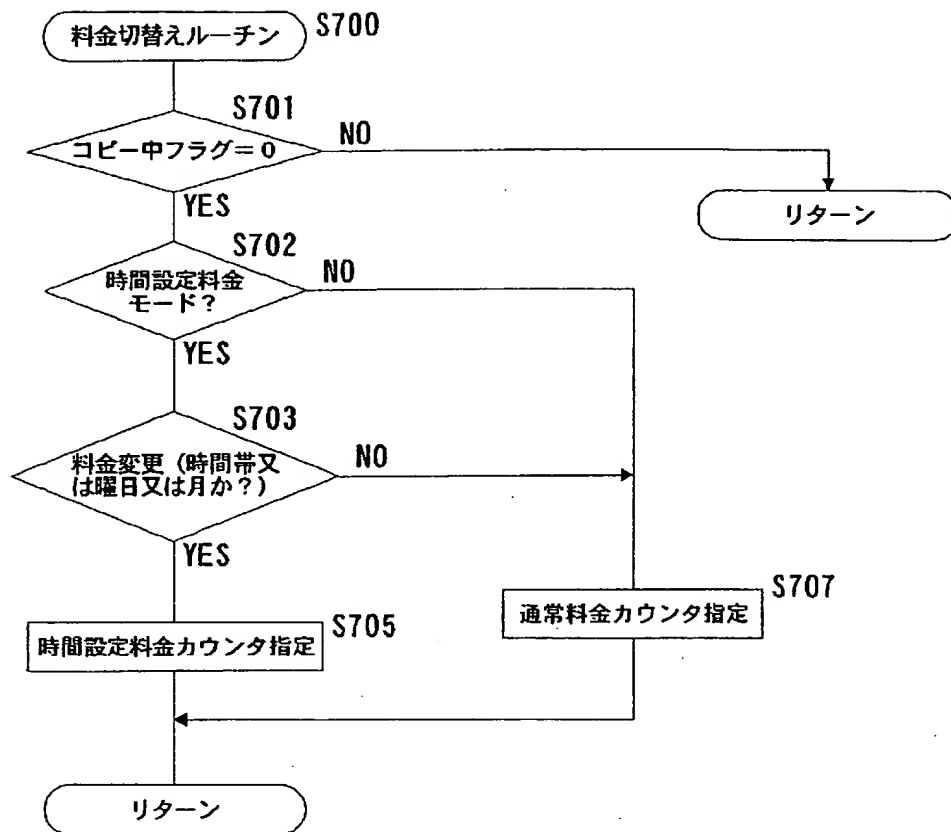 料金切替えルーチン
S700
S701
コピー中フラグ=0
NO
YES
リターン
S702
時間設定料金
モード?
NO
YES
S703
料金変更(時間帯又
は曜日又は月か?)
NO
YES
S707
通常料金カウンタ指定
S705
時間設定料金カウンタ指定
リターン